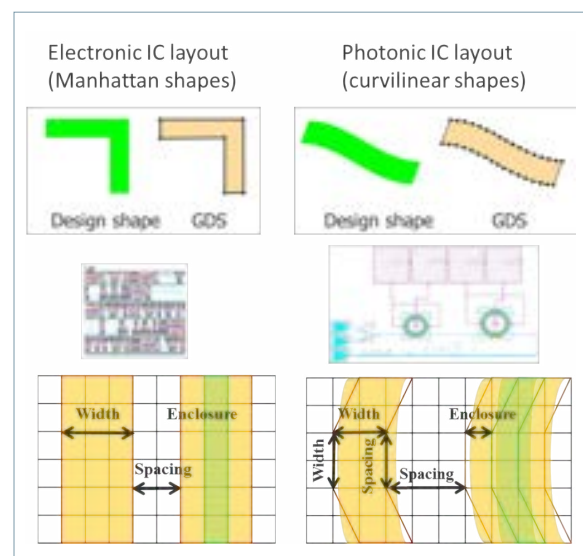 Electronic IC layout
(Manhattan shapes)
Photonic IC layout
(curvilinear shapes)
Design shape
GDS
Design shape
GDS
Width
Enclosure
Spacing
Width
Enclosure
Width
Spacing
Spacing